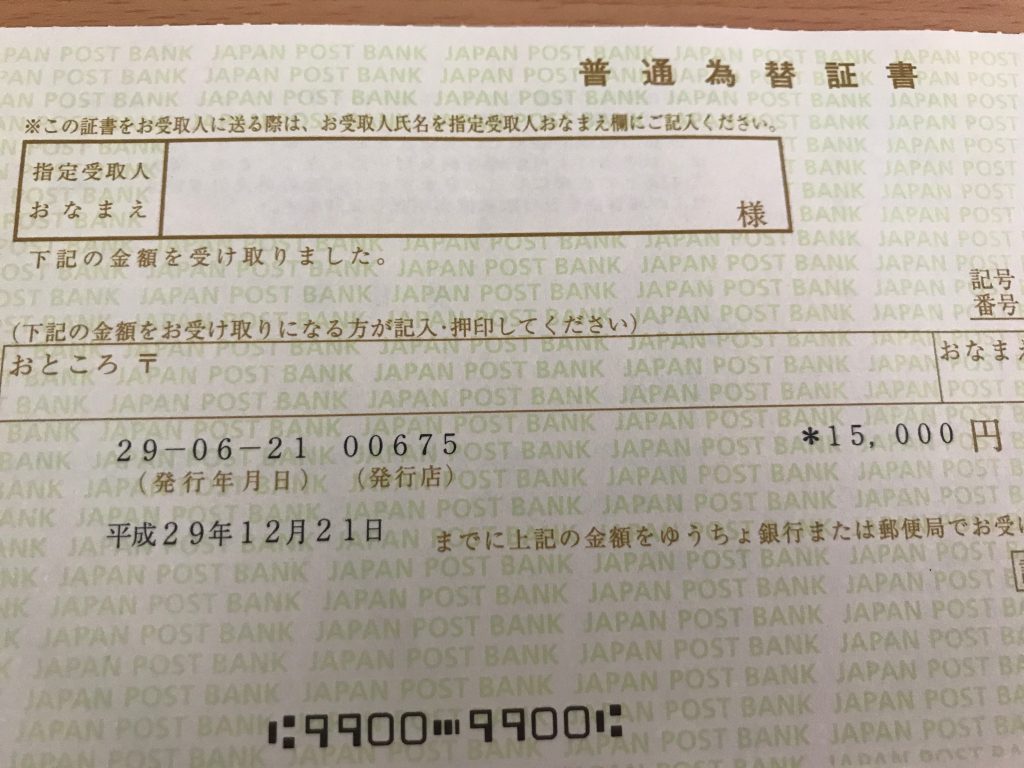 普通為替証書
※この証書をお受取人に送る際は、お受取人氏名を指定受取人おなまえ欄にご記入ください。
指定受取人
おなまえ
様
下記の金額を受け取りました。
記号
番号
(下記の金額をお受け取りになる方が記入・押印してください)
おところ 〒
おなまえ
29-06-21 00675
*15,000円
(発行年月日) (発行店)
平成29年12月21日
までに上記の金額をゆうちょ銀行または郵便局でお受け
9900 9900
JAPAN POST BANK